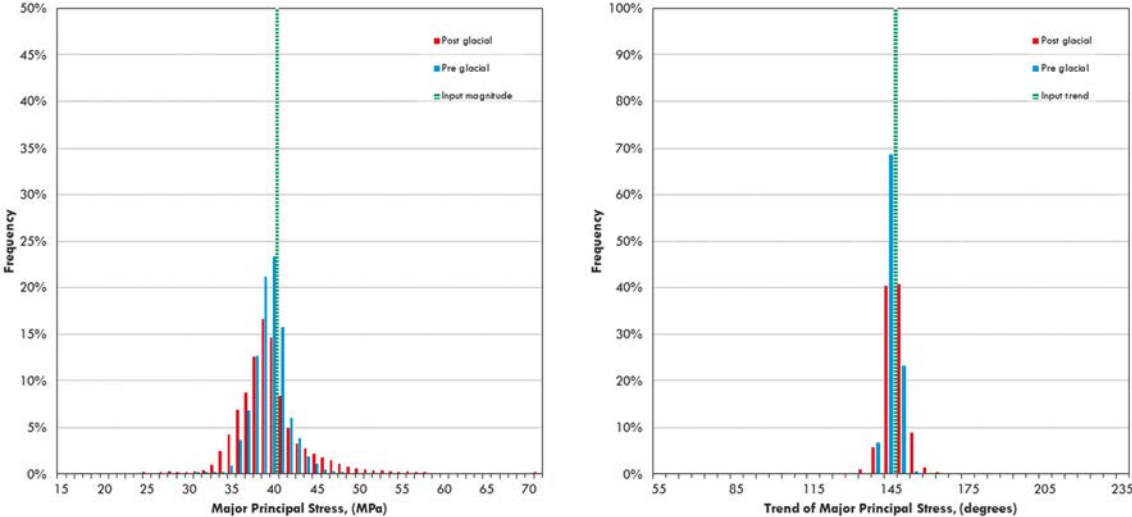 50%
45%
40%
35%
30%
25%
20%
15%
10%
5%
0%
Frequency
Post glacial
Pre glacial
Input magnitude
15 20 25 30 35 40 45 50 55 60 65 70
Major Principal Stress, (MPa)
100%
90%
80%
70%
60%
50%
40%
30%
20%
10%
0%
Frequency
Post glacial
Pre glacial
Input trend
55 85 115 145 175 205 235
Trend of Major Principal Stress, (degrees)